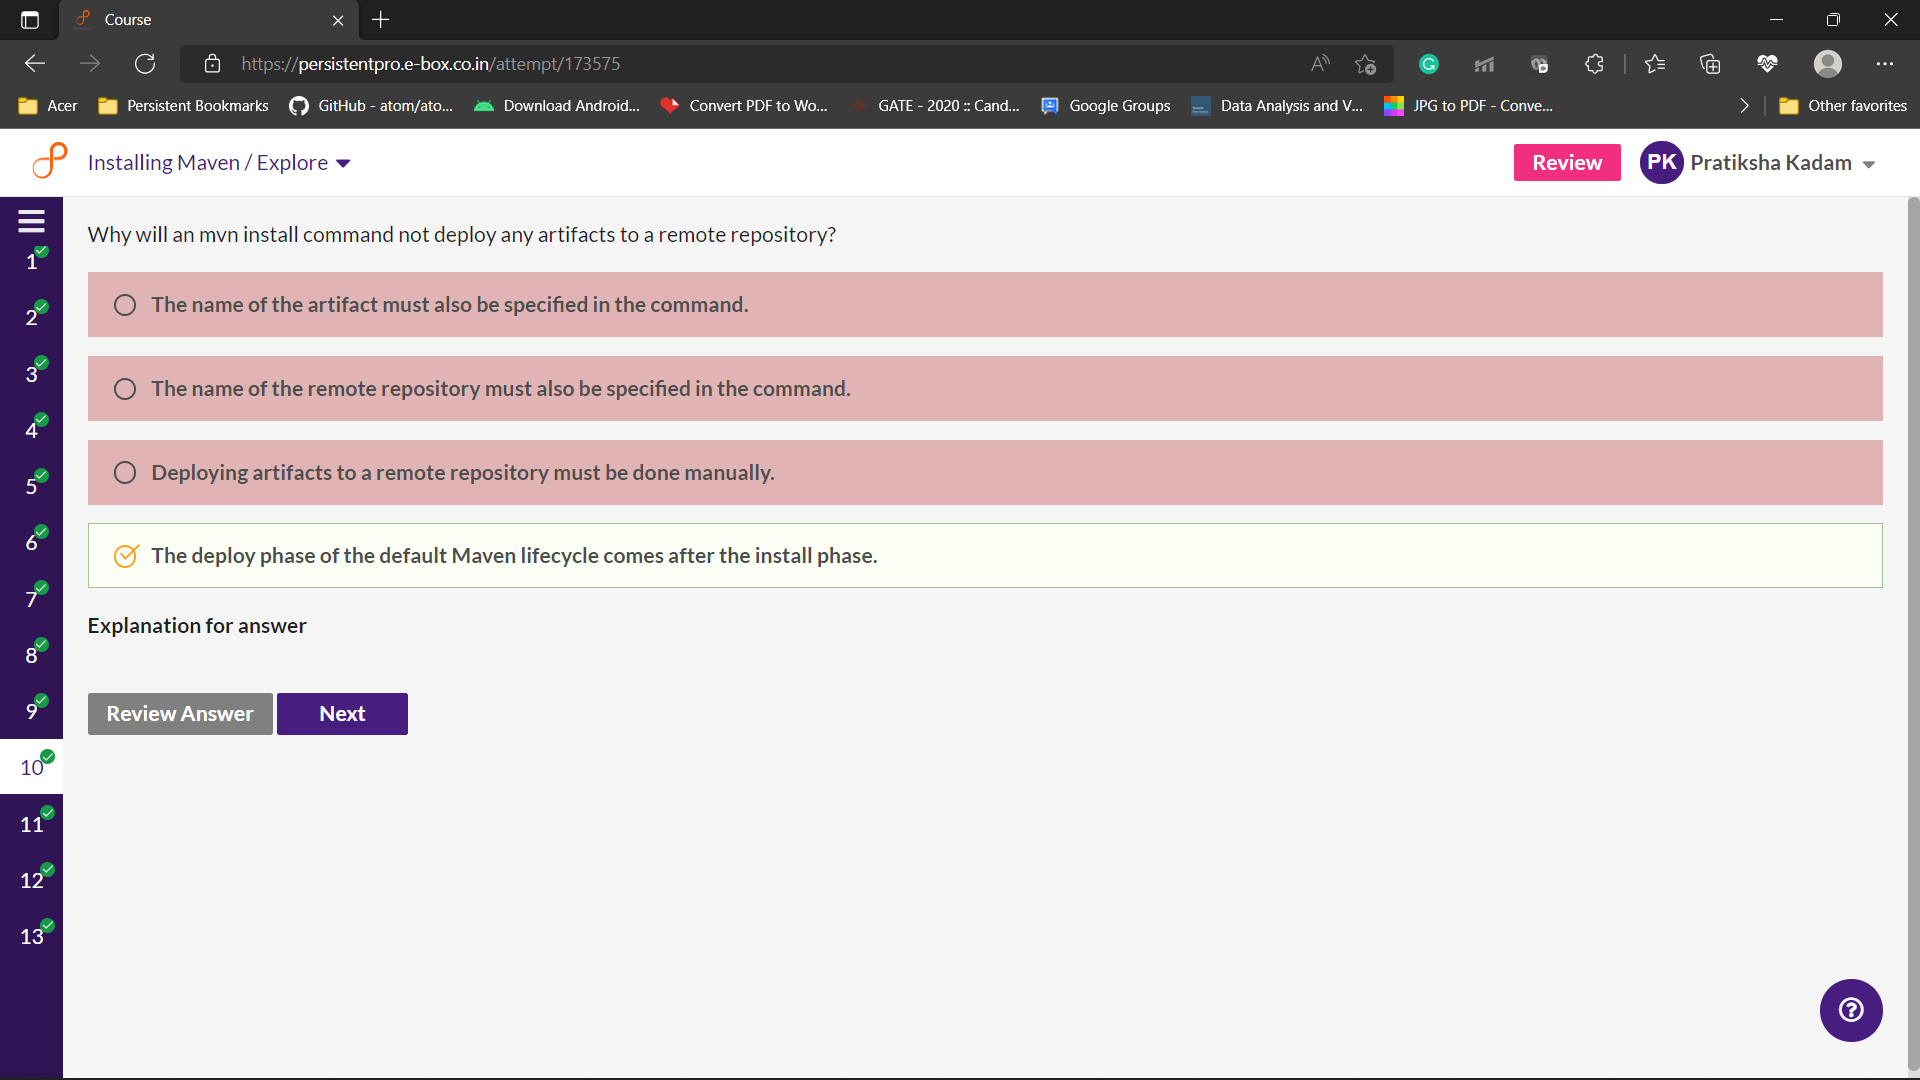 Course
https://persistentpro.e-box.co.in/attempt/173575
Acer
Persistent Bookmarks
GitHub - atom/ato...
Download Android...
Convert PDF to Wo...
GATE - 2020 :: Cand...
Google Groups
Data Analysis and V...
JPG to PDF - Conve...
Other favorites
Installing Maven / Explore
Review
PK
Pratiksha Kadam
Why will an mvn install command not deploy any artifacts to a remote repository?
The name of the artifact must also be specified in the command.
The name of the remote repository must also be specified in the command.
Deploying artifacts to a remote repository must be done manually.
The deploy phase of the default Maven lifecycle comes after the install phase.
Explanation for answer
Review Answer
Next
1
2
3
4
5
6
7
8
9
10
11
12
13